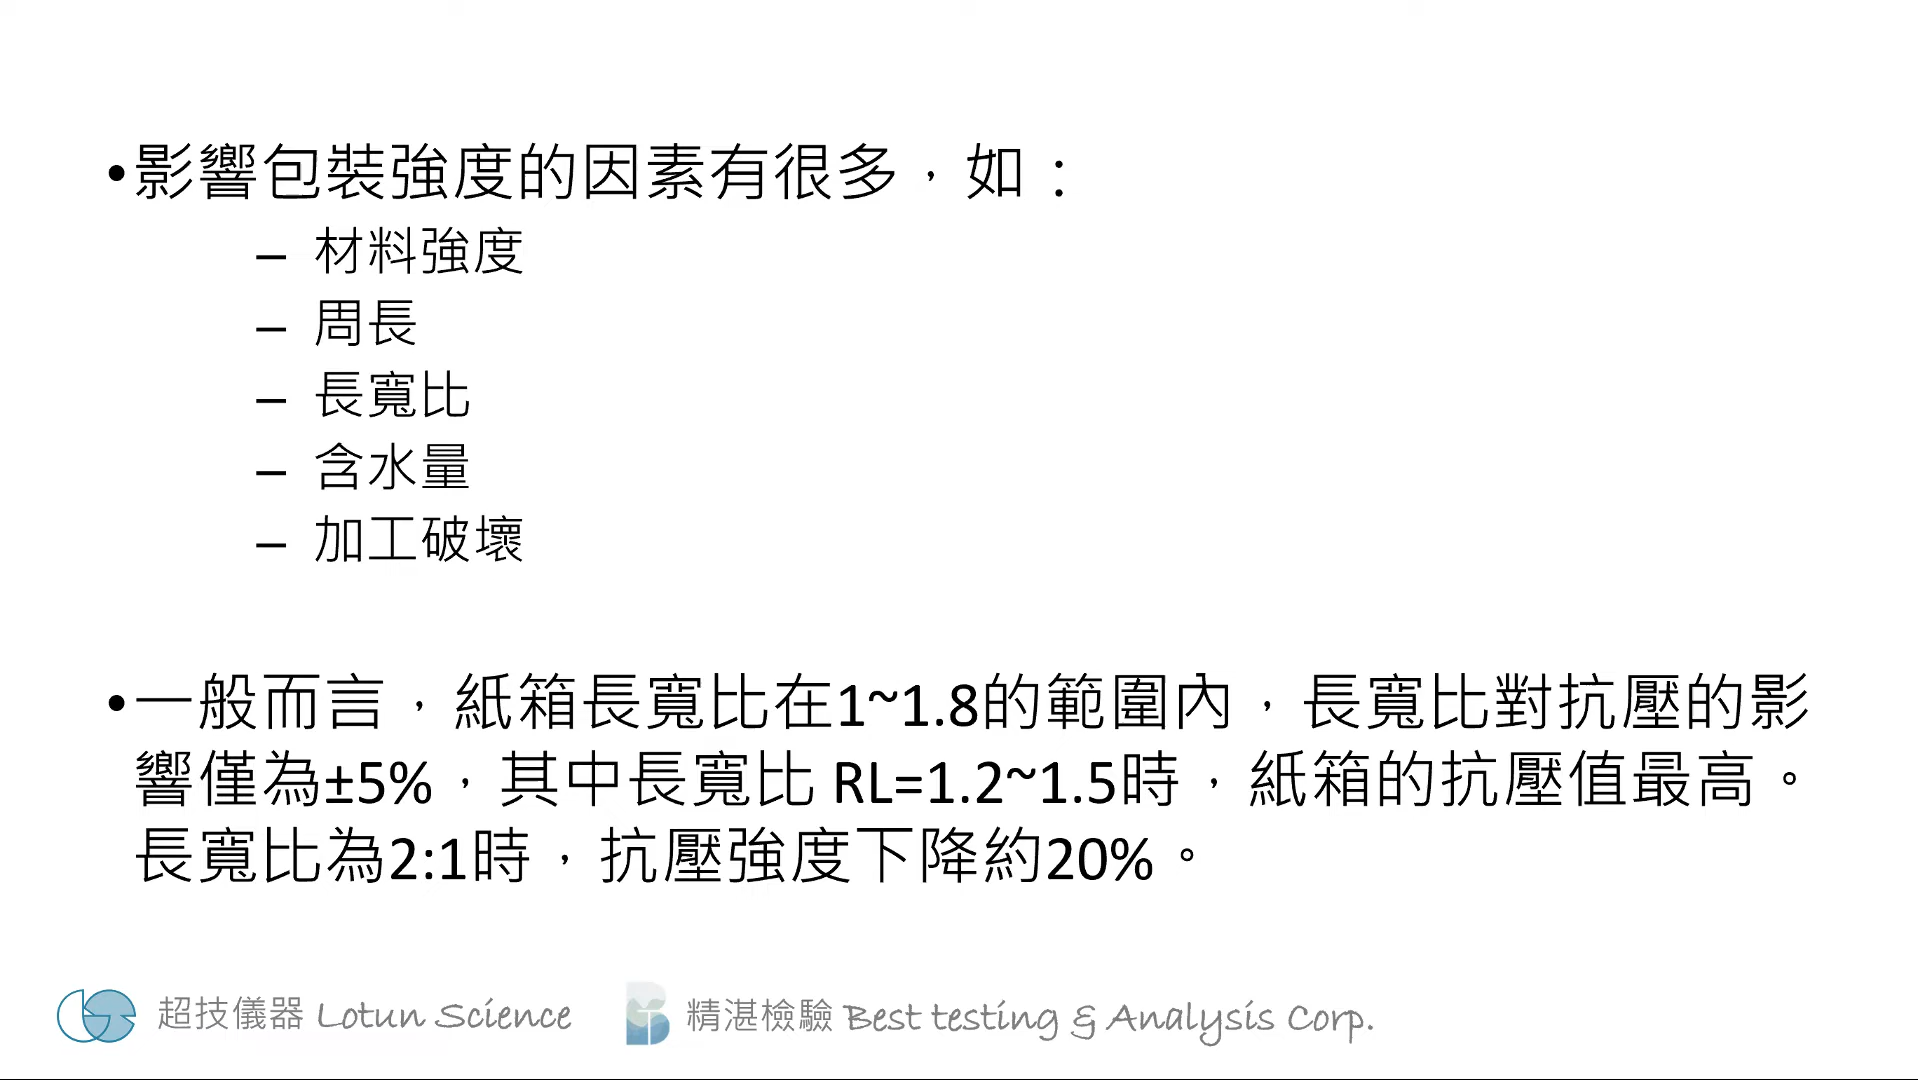 •影響包裝強度的因素有很多，如：
– 材料強度
– 周長
– 長寬比
– 含水量
– 加工破壞
•一般而言，紙箱長寬比在1~1.8的範圍內，長寬比對抗壓的影
響僅為±5%，其中長寬比 RL=1.2~1.5時，紙箱的抗壓值最高。
長寬比為2:1時，抗壓強度下降約20%。
超技儀器 Lotun Science 精湛檢驗 Best testing & Analysis Corp.